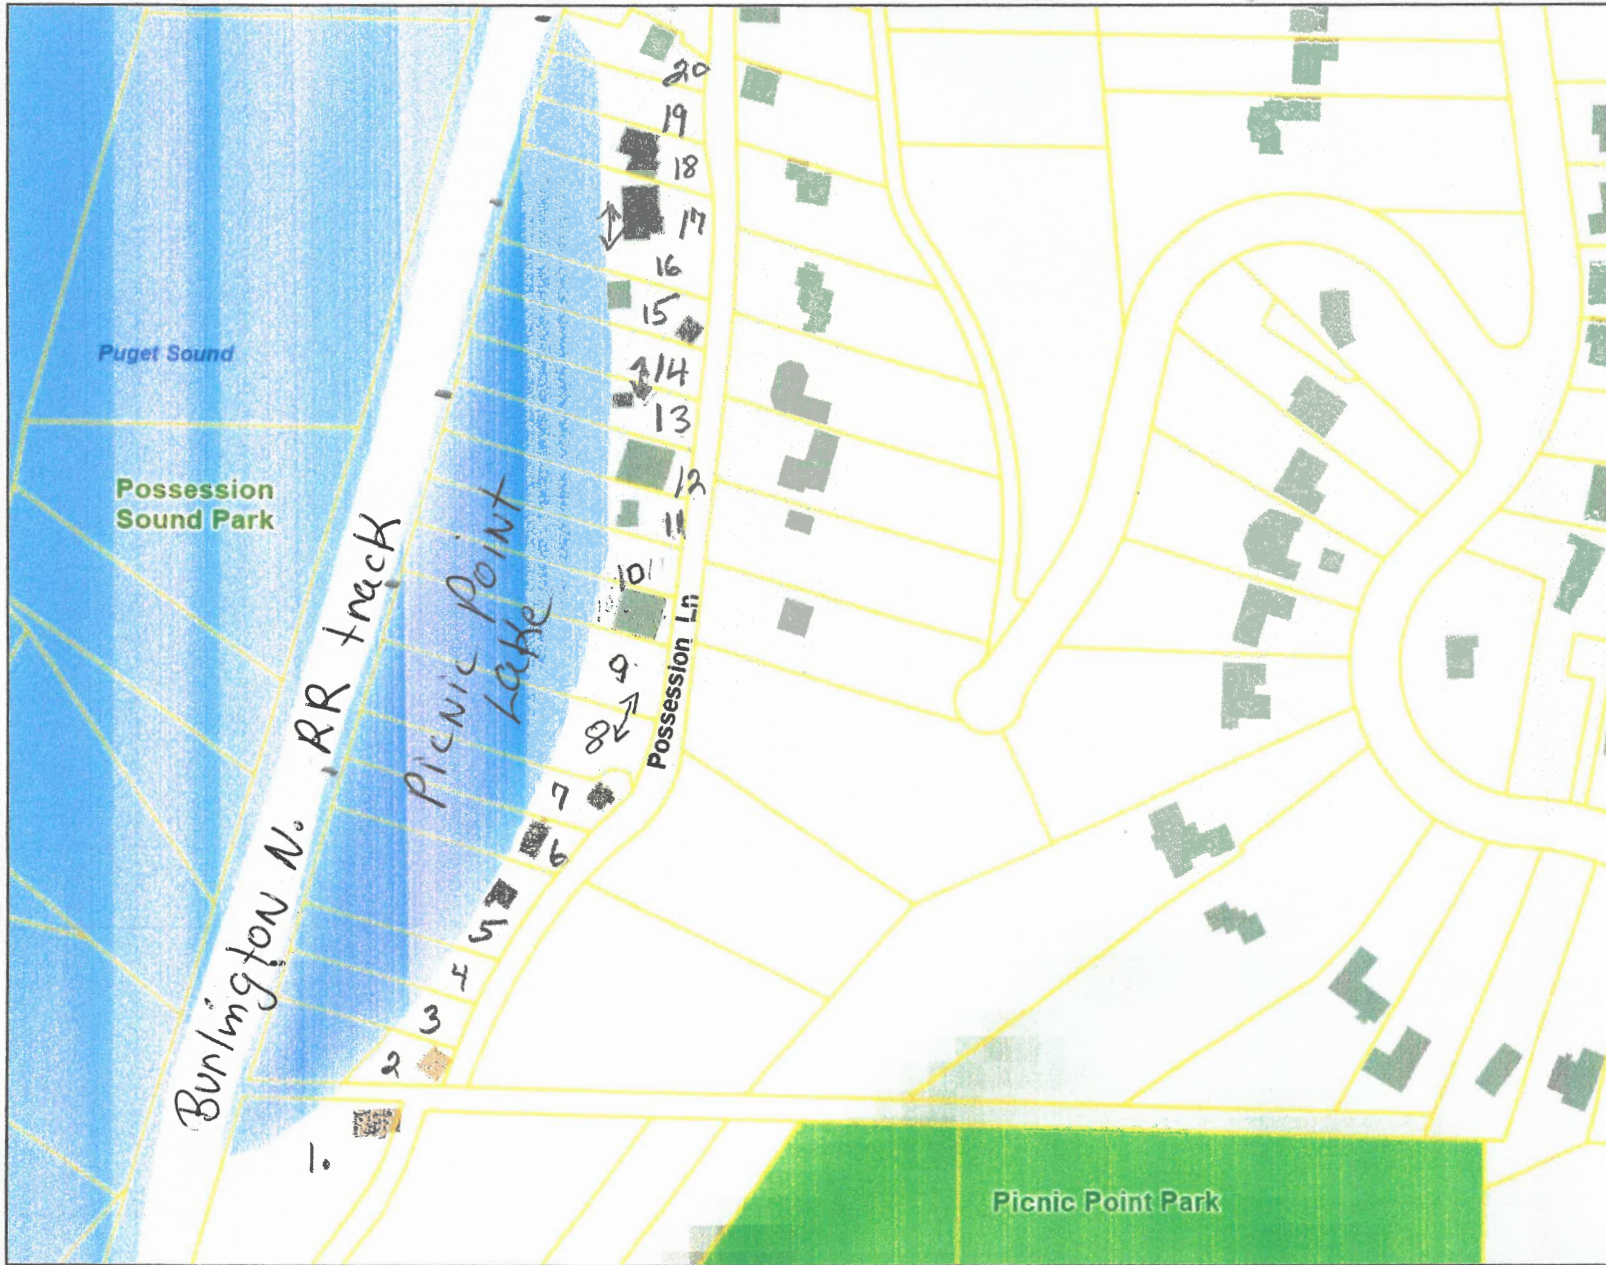 20
19
18
17
16
15
14
13
12
11
10
9
8
7
6
5
4
3
2
1.
Puget Sound
Possession
Sound Park
Burlington N. RR track
Picnic Point
Lake
Possession Ln
Picnic Point Park